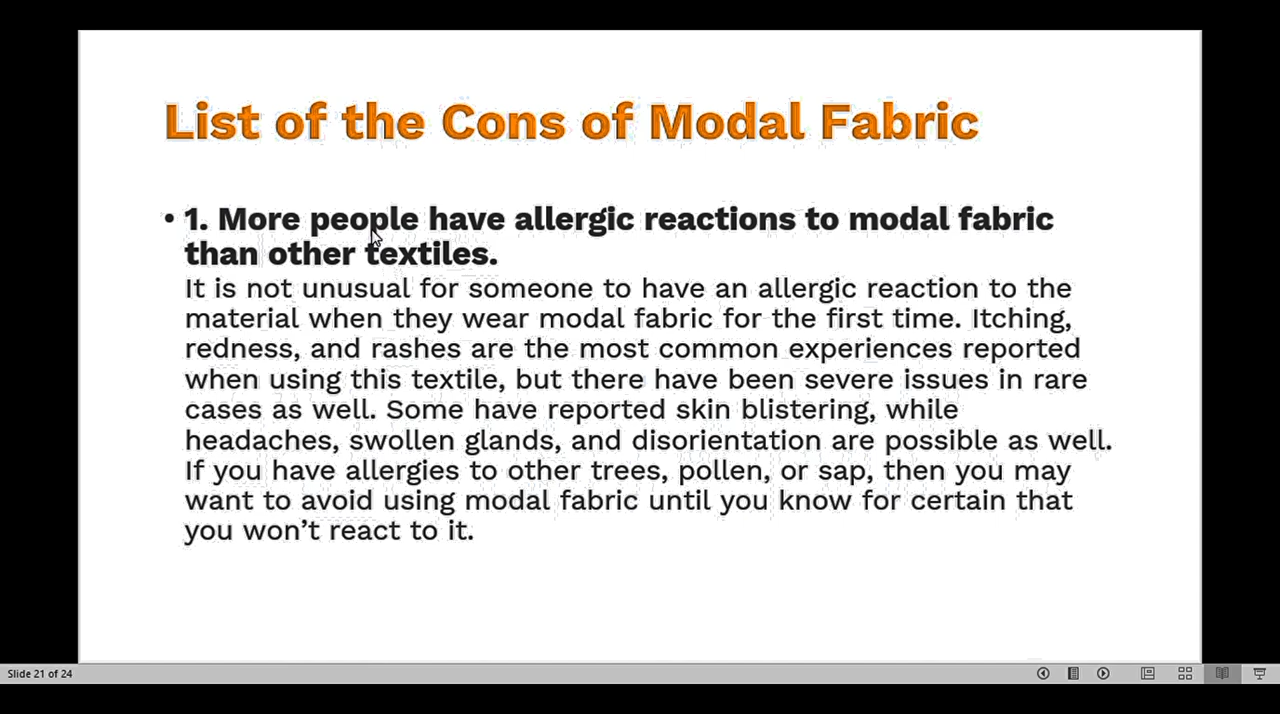 List of the Cons of Modal Fabric
• 1. More people have allergic reactions to modal fabric
than other textiles.
It is not unusual for someone to have an allergic reaction to the
material when they wear modal fabric for the first time. Itching,
redness, and rashes are the most common experiences reported
when using this textile, but there have been severe issues in rare
cases as well. Some have reported skin blistering, while
headaches, swollen glands, and disorientation are possible as well.
If you have allergies to other trees, pollen, or sap, then you may
want to avoid using modal fabric until you know for certain that
you won’t react to it.
Slide 21 of 24